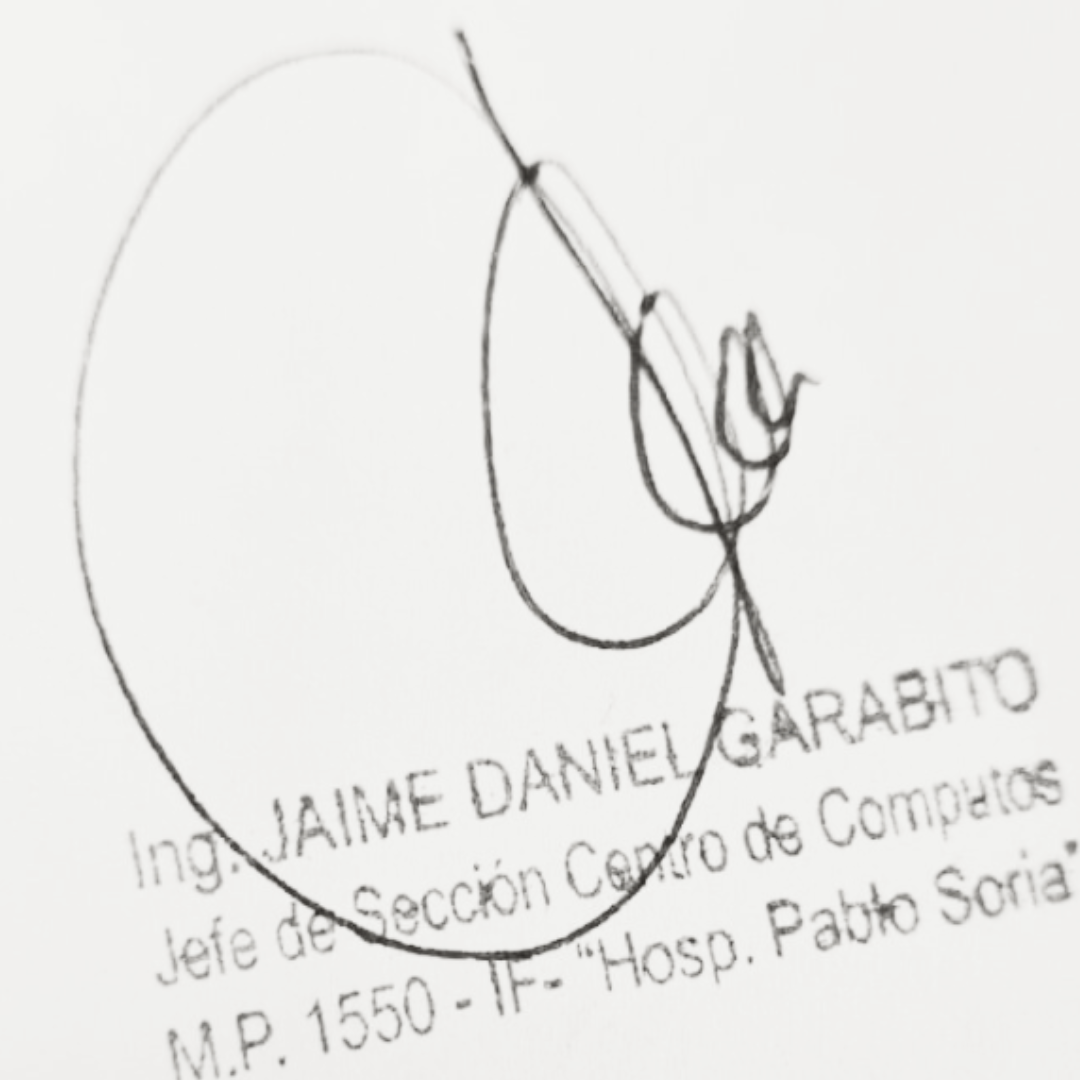 Ing. JAIME DANIEL GARABITO
Jefe de Sección Centro de Computos
M.P. 1550 - IF- "Hosp. Pablo Soria"